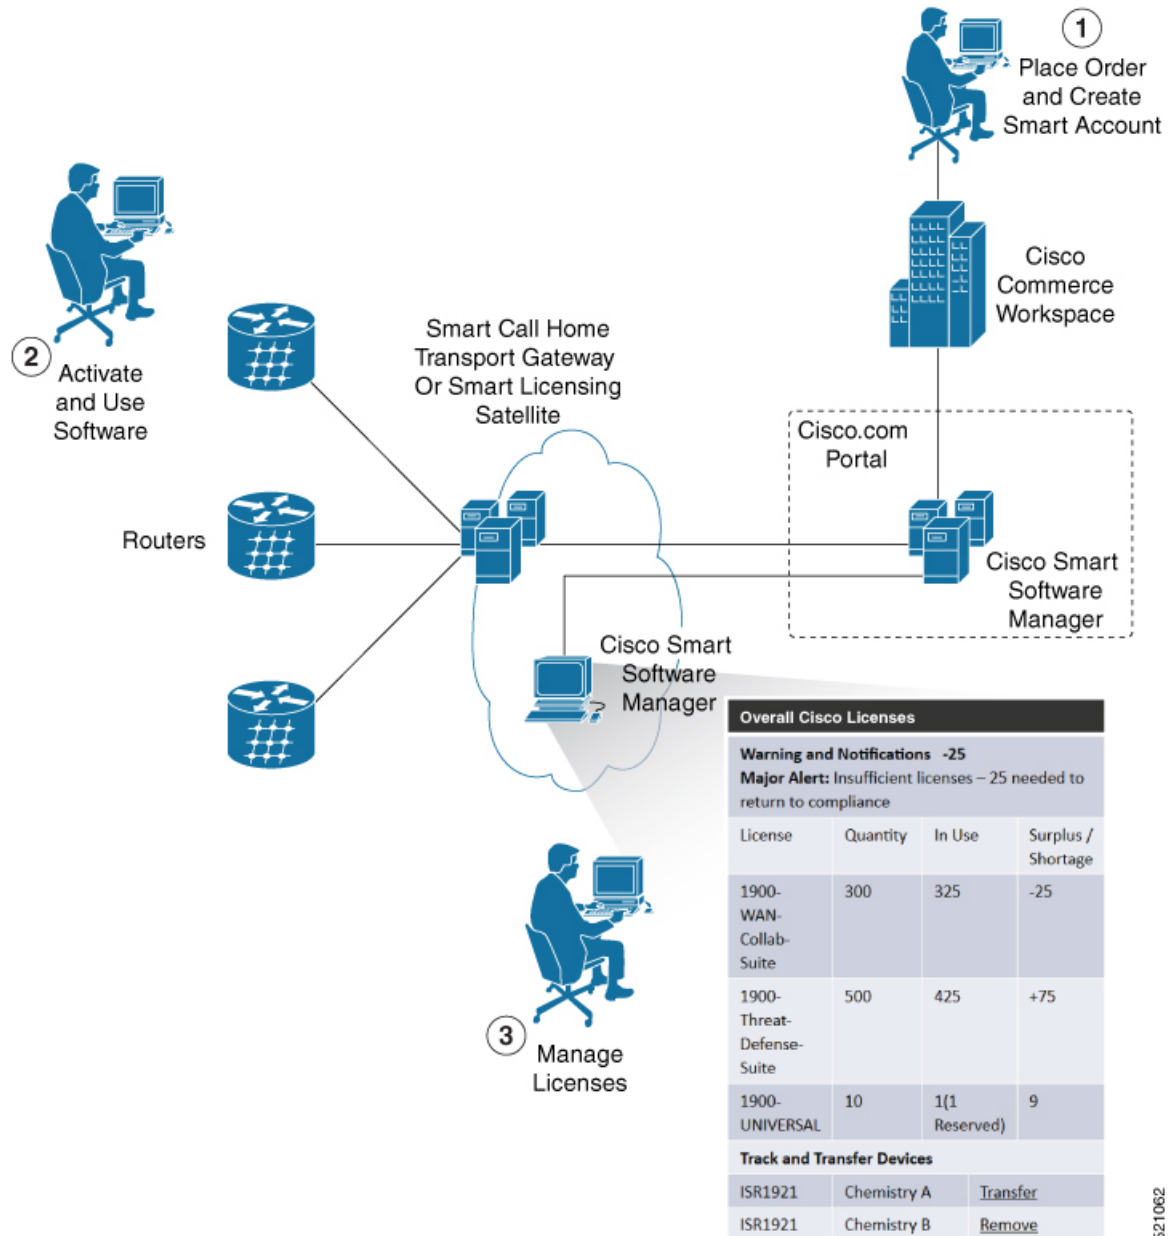 1
Place Order
and Create
Smart Account
Cisco
Commerce
Workspace
2
Activate
and Use
Software
Smart Call Home
Transport Gateway
Or Smart Licensing
Satellite
Cisco.com
Portal
Routers
Cisco Smart
Software
Manager
Cisco Smart
Software
Manager
3
Manage
Licenses
Overall Cisco Licenses
Warning and Notifications -25
Major Alert: Insufficient licenses – 25 needed to
return to compliance
License Quantity In Use Surplus /
Shortage
1900- 300 325 -25
WAN-
Collab-
Suite
1900- 500 425 +75
Threat-
Defense-
Suite
1900- 10 1(1 9
UNIVERSAL Reserved)
Track and Transfer Devices
ISR1921 Chemistry A Transfer
ISR1921 Chemistry B Remove